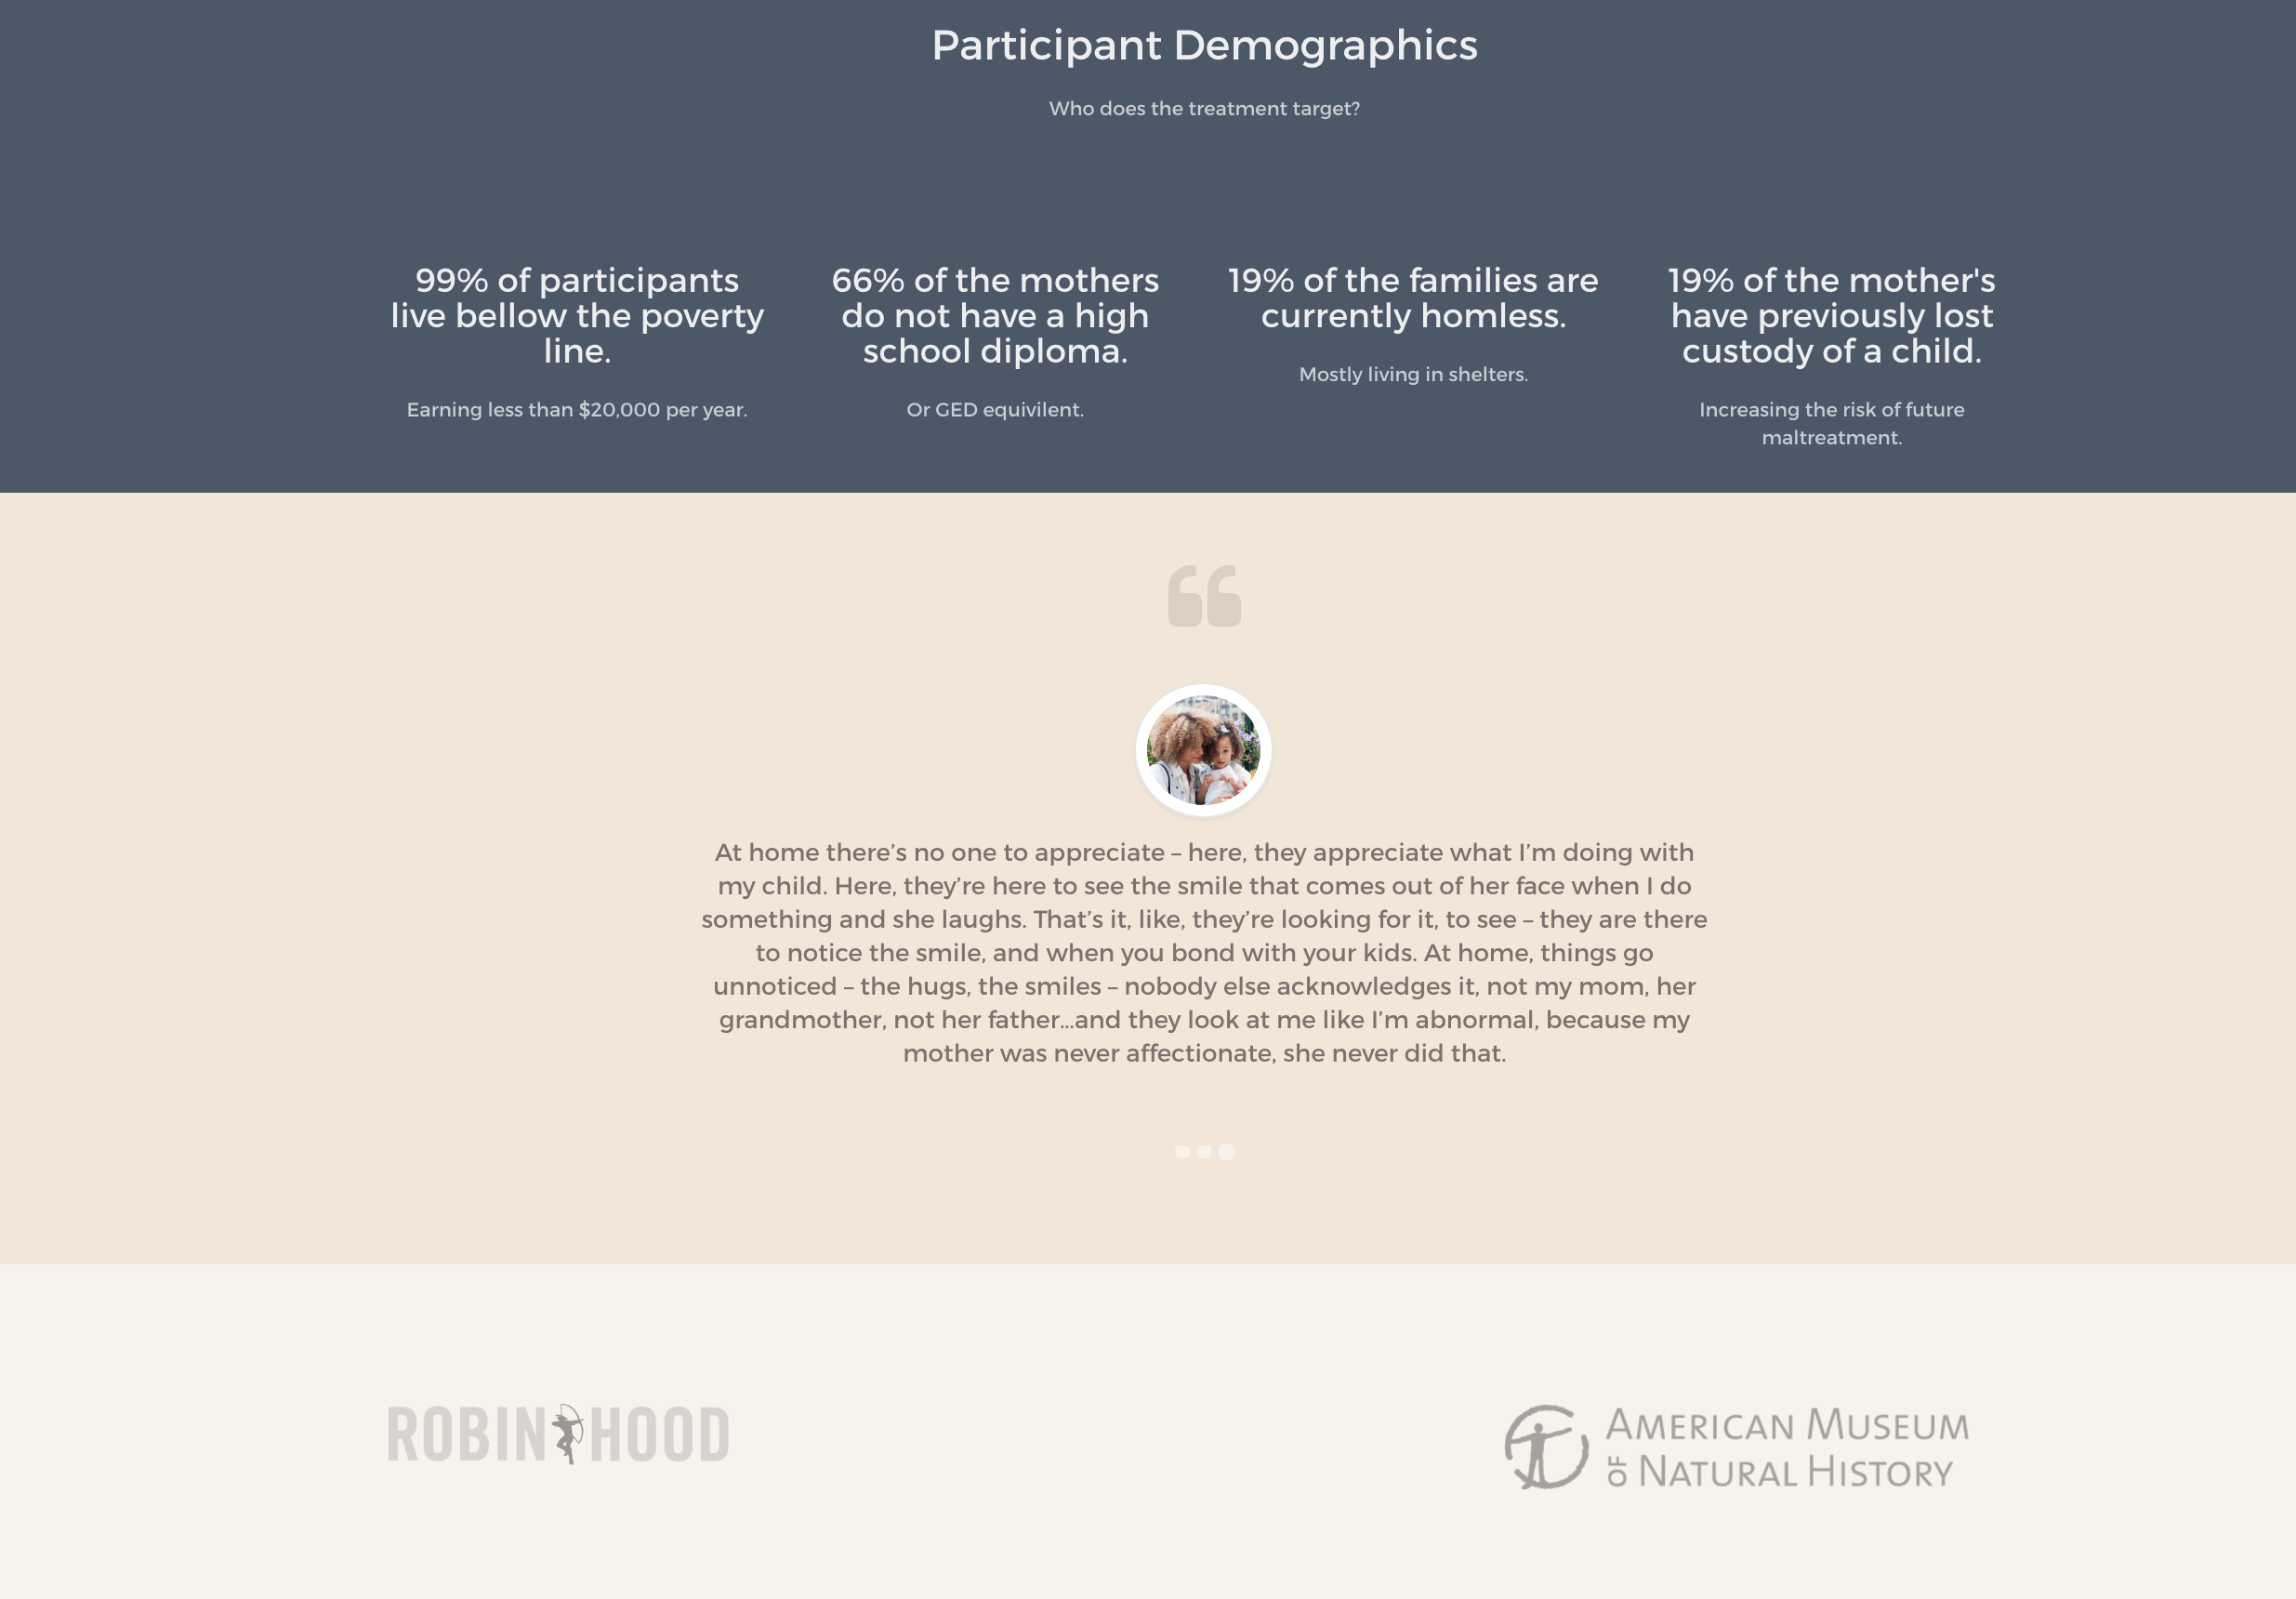 Participant Demographics
Who does the treatment target?
99% of participants
live bellow the poverty
line.
Earning less than $20,000 per year.
66% of the mothers
do not have a high
school diploma.
Or GED equivilent.
19% of the families are
currently homless.
Mostly living in shelters.
19% of the mother's
have previously lost
custody of a child.
Increasing the risk of future
maltreatment.
“
At home there’s no one to appreciate – here, they appreciate what I’m doing with
my child. Here, they’re here to see the smile that comes out of her face when I do
something and she laughs. That’s it, like, they’re looking for it, to see – they are there
to notice the smile, and when you bond with your kids. At home, things go
unnoticed – the hugs, the smiles – nobody else acknowledges it, not my mom, her
grandmother, not her father...and they look at me like I’m abnormal, because my
mother was never affectionate, she never did that.
ROBIN HOOD
AMERICAN MUSEUM
OF NATURAL HISTORY